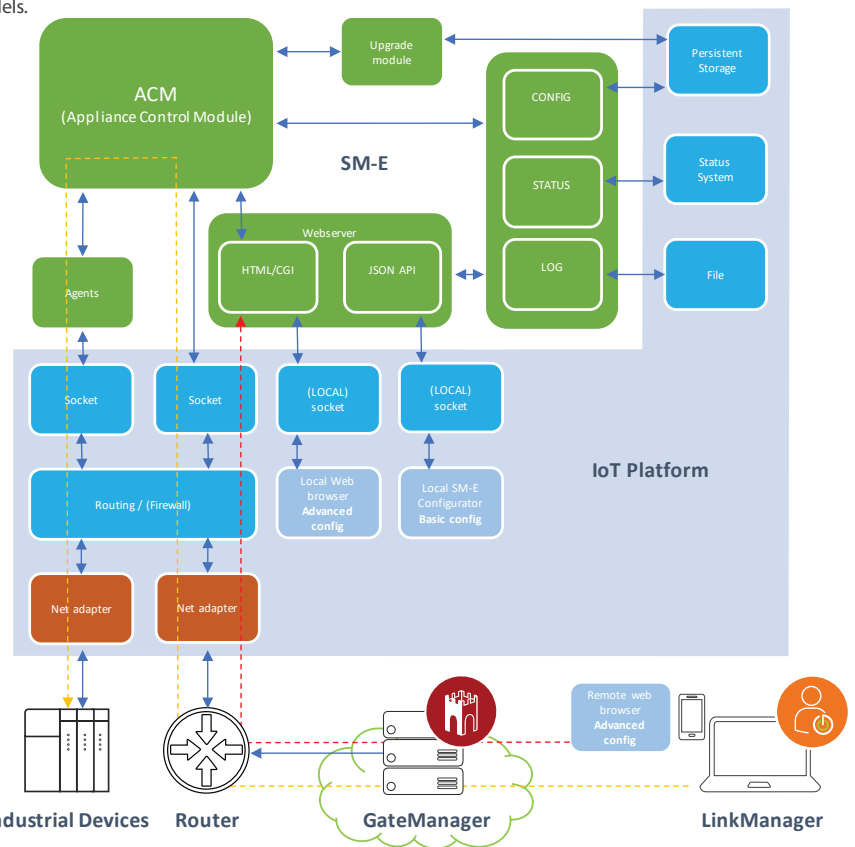 Upgrade
module
Persistent
Storage
ACM
(Appliance Control Module)
CONFIG
SM-E
Status
System
STATUS
Webserver
HTML/CGI
JSON API
LOG
File
Agents
Socket
Socket
(LOCAL)
socket
(LOCAL)
socket
IoT Platform
Routing / (Firewall)
Local Web
browser
Advanced
config
Local SM-E
Configurator
Basic config
Net adapter
Net adapter
Remote web
browser
Advanced
config
Industrial Devices
Router
GateManager
LinkManager